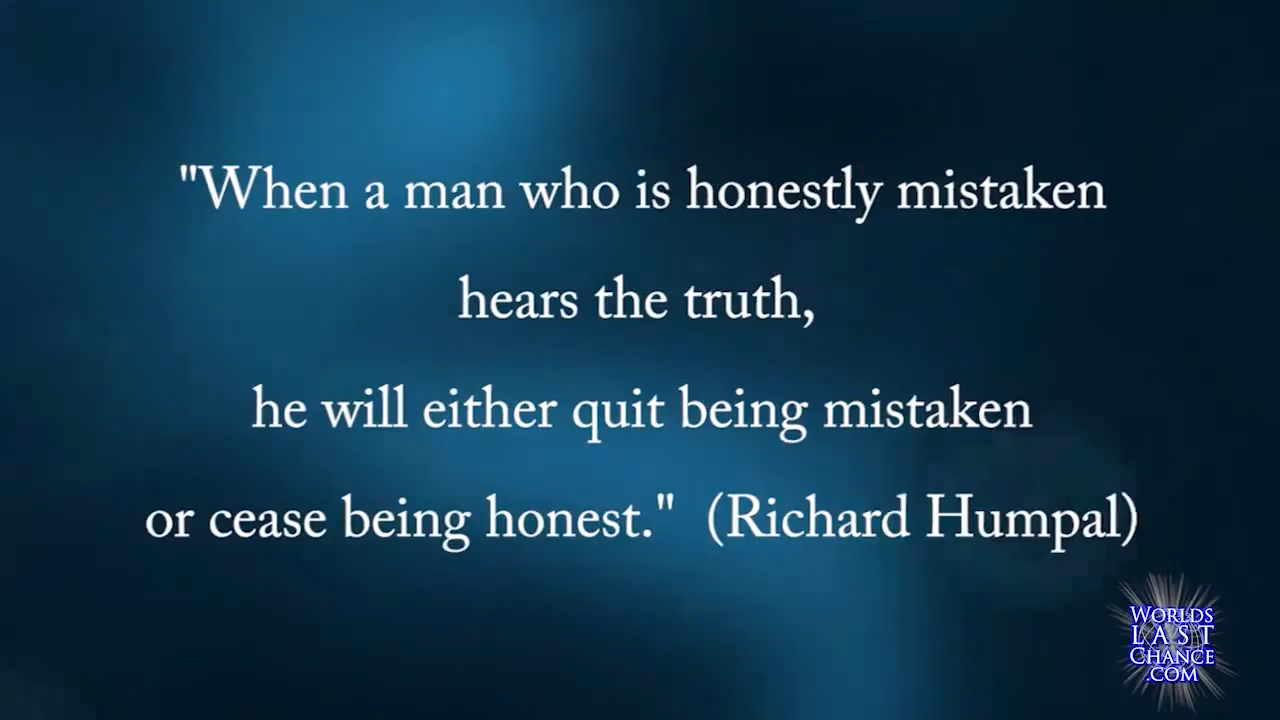 "When a man who is honestly mistaken
hears the truth,
he will either quit being mistaken
or cease being honest." (Richard Humpal)
WORLDS
LAST
CHANCE
.COM